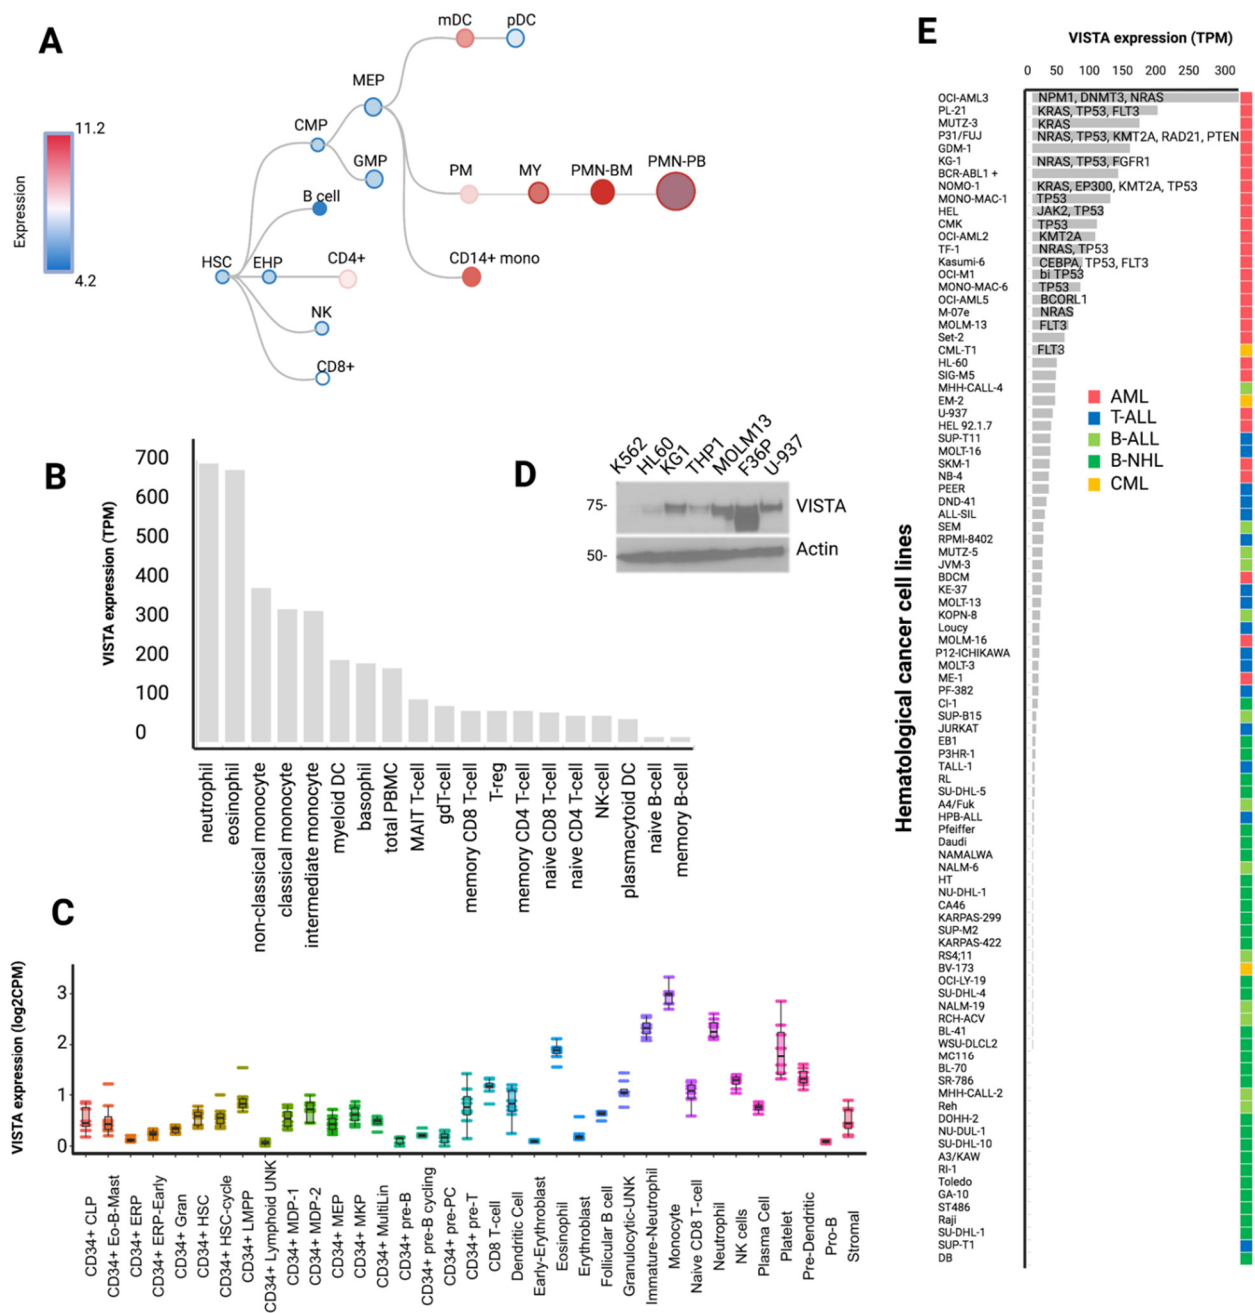 A
11.2
Expression
4.2
mDC
pDC
MEP
CMP
GMP
PM
MY
PMN-BM
PMN-PB
B cell
HSC
EHP
CD4+
CD14+ mono
NK
CD8+
B
VISTA expression (TPM)
700
600
500
400
300
200
100
0
neutrophil
eosinophil
non-classical monocyte
classical monocyte
intermediate monocyte
myeloid DC
basophil
total PBMC
MAIT T-cell
gdT-cell
memory CD8 T-cell
T-reg
memory CD4 T-cell
naive CD8 T-cell
naive CD4 T-cell
NK-cell
plasmacytoid DC
naive B-cell
memory B-cell
D
K562
HL60
KG1
THP1
MOLM13
F36P
U-937
75-
VISTA
50-
Actin
C
VISTA expression (log2CPM)
3
2
1
0
CD34+ CLP
CD34+ Eo-B-Mast
CD34+ ERP
CD34+ ERP-Early
CD34+ Gran
CD34+ HSC
CD34+ HSC-cycle
CD34+ LMPP
CD34+ Lymphoid UNK
CD34+ MDP-1
CD34+ MDP-2
CD34+ MEP
CD34+ MKP
CD34+ MultiLin
CD34+ pre-B
CD34+ pre-B cycling
CD34+ pre-PC
CD34+ pre-T
CD8 T-cell
Dendritic Cell
Early-Erythroblast
Eosinophil
Erythroblast
Follicular B cell
Granulocytic-UNK
Immature-Neutrophil
Monocyte
Naive CD8 T-cell
Neutrophil
NK cells
Plasma Cell
Platelet
Pre-Dendritic
Pro-B
Stromal
E
VISTA expression (TPM)
0 50 100 150 200 250 300
Hematological cancer cell lines
OCI-AML3 NPM1, DNMT3, NRAS
PL-21 KRAS, TP53, FLT3
MUTZ-3 KRAS
P31/FUJ NRAS, TP53, KMT2A, RAD21, PTEN
GDM-1
KG-1 NRAS, TP53, FGFR1
BCR-ABL1 +
NOMO-1 KRAS, EP300, KMT2A, TP53
MONO-MAC-1 TP53
HEL JAK2, TP53
CMK TP53
OCI-AML2 KMT2A
TF-1 NRAS, TP53
Kasumi-6 CEBPA, TP53, FLT3
OCI-M1 bi TP53
MONO-MAC-6 TP53
OCI-AML5 BCORL1
M-07e NRAS
MOLM-13 FLT3
Set-2
CML-T1 FLT3
HL-60
SIG-M5
MHH-CALL-4
EM-2
U-937
HEL 92.1.7
SUP-T11
MOLT-16
SKM-1
NB-4
PEER
DND-41
ALL-SIL
SEM
RPMI-8402
MUTZ-5
JVM-3
BDCM
KE-37
MOLT-13
KOPN-8
Loucy
MOLM-16
P12-ICHIKAWA
MOLT-3
ME-1
PF-382
CI-1
SUP-B15
JURKAT
EB1
P3HR-1
TALL-1
RL
SU-DHL-5
A4/Fuk
HPB-ALL
Pfeiffer
Daudi
NAMALWA
NALM-6
HT
NU-DHL-1
CA46
KARPAS-299
SUP-M2
KARPAS-422
RS4;11
BV-173
OCI-LY-19
SU-DHL-4
NALM-19
RCH-ACV
BL-41
WSU-DLCL2
MC116
BL-70
SR-786
MHH-CALL-2
Reh
DOHH-2
NU-DUL-1
SU-DHL-10
A3/KAW
RI-1
Toledo
GA-10
ST486
Raji
SU-DHL-1
SUP-T1
DB
AML
T-ALL
B-ALL
B-NHL
CML